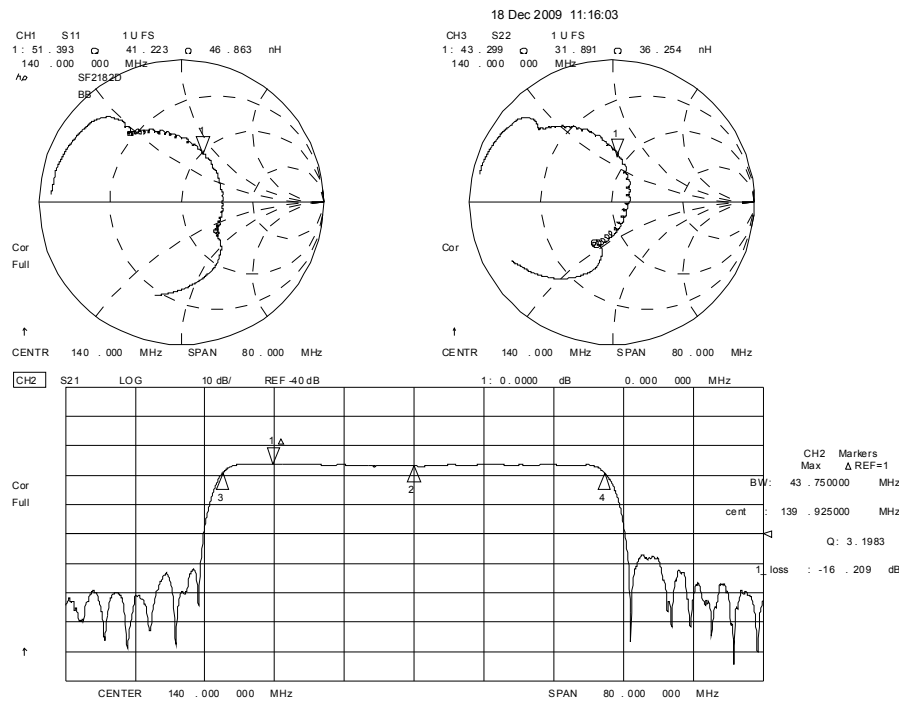 18 Dec 2009 11:16:03
CH1 S11 1 U FS
1: 51 . 393 Ω 41 . 223 Ω 46 . 863 nH
140 . 000 000 MHz
hp SF2182D
BB
1
Cor
Full
↑
CENTR 140 . 000 MHz SPAN 80 . 000 MHz
CH3 S22 1 U FS
1: 43 . 299 Ω 31 . 891 Ω 36 . 254 nH
140 . 000 000 MHz
1
Cor
↑
CENTR 140 . 000 MHz SPAN 80 . 000 MHz
CH2 S21 LOG 10 dB/ REF -40 dB 1: 0.0000 dB 0.000 000 MHz
1 Δ
2
3
4
Cor
Full
↑
CH2 Markers
Max Δ REF=1
BW: 43 . 750000 MHz
cent : 139 . 925000 MHz
Q: 3 . 1983
1_loss : -16 . 209 dB
CENTER 140 . 000 000 MHz SPAN 80 . 000 000 MHz